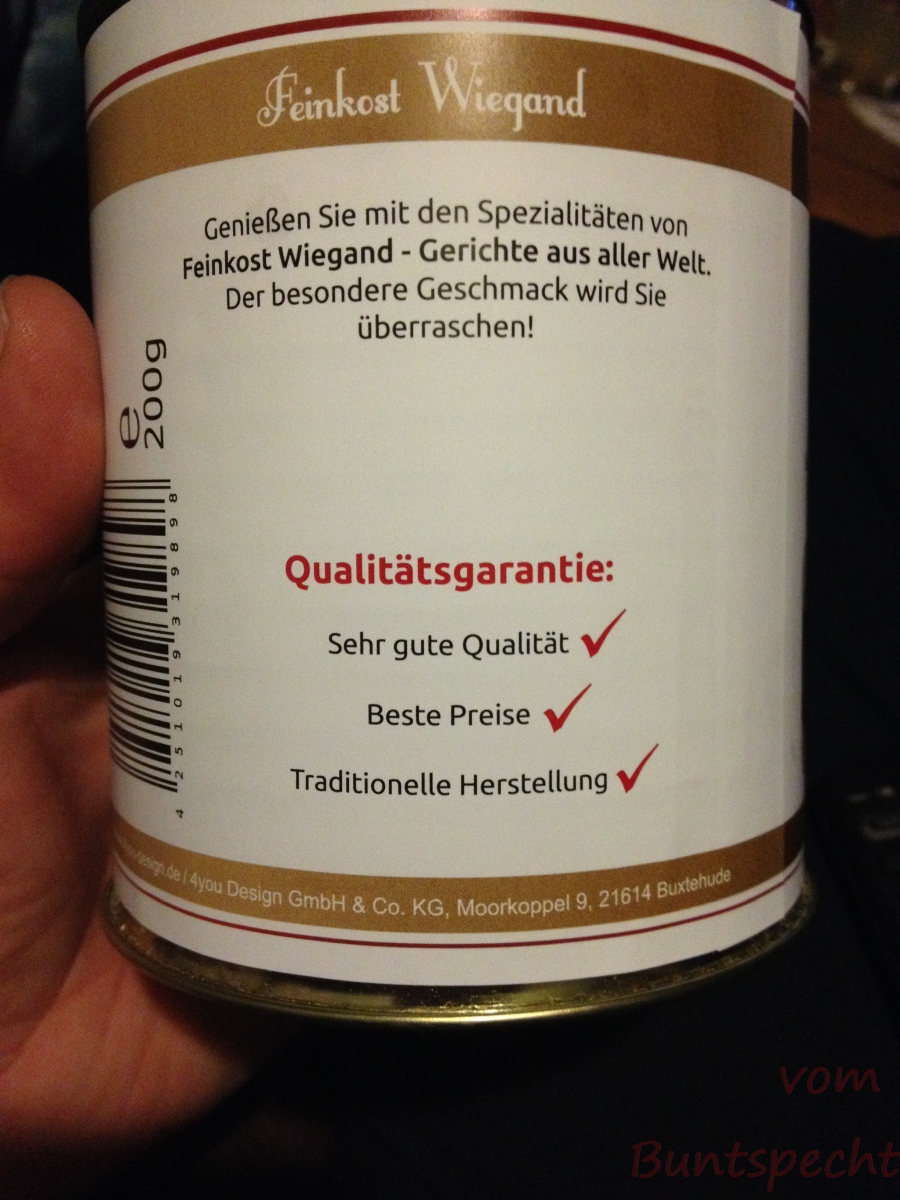 Feinkost Wiegand
Genießen Sie mit den Spezialitäten von
Feinkost Wiegand - Gerichte aus aller Welt.
Der besondere Geschmack wird Sie
überraschen!
e
200g
4 251019 319898
Qualitätsgarantie:
Sehr gute Qualität
Beste Preise
Traditionelle Herstellung
design.de / 4you Design GmbH & Co. KG, Moorkoppel 9, 21614 Buxtehude
vom
Buntspecht